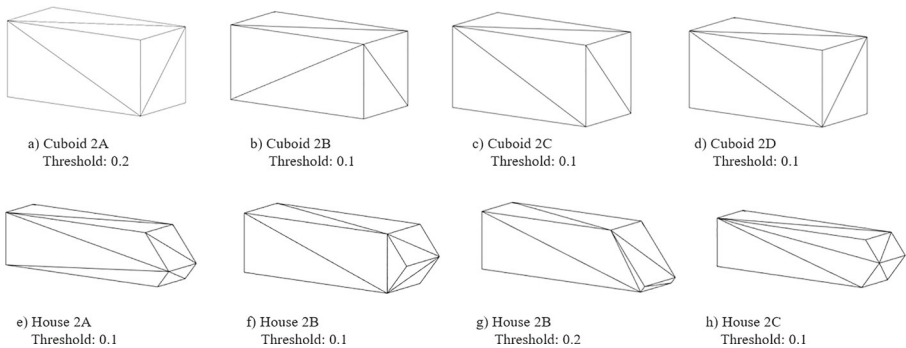 a) Cuboid 2A
Threshold: 0.2
b) Cuboid 2B
Threshold: 0.1
c) Cuboid 2C
Threshold: 0.1
d) Cuboid 2D
Threshold: 0.1
e) House 2A
Threshold: 0.1
f) House 2B
Threshold: 0.1
g) House 2B
Threshold: 0.2
h) House 2C
Threshold: 0.1